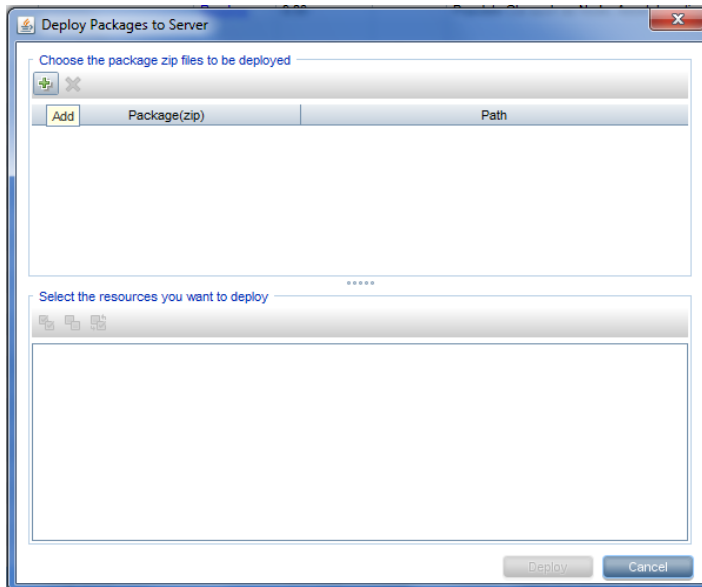 Deploy Packages to Server
Choose the package zip files to be deployed
Add
Package(zip) Path
Select the resources you want to deploy
Deploy Cancel